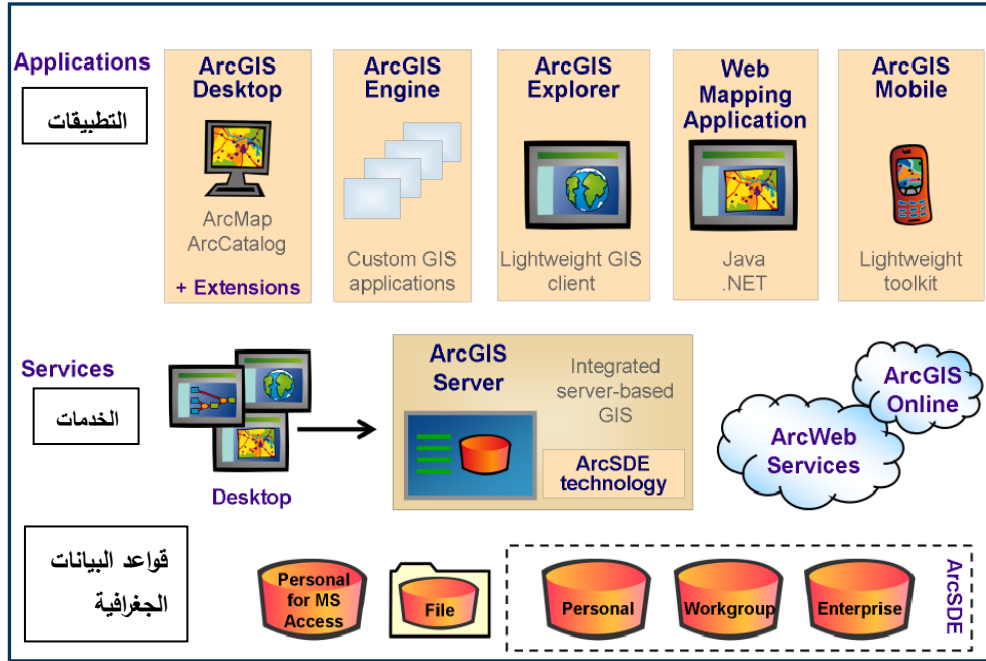 Applications
التطبيقات
ArcGIS
Desktop
ArcMap
ArcCatalog
+ Extensions
ArcGIS
Engine
Custom GIS
applications
ArcGIS
Explorer
Lightweight GIS
client
Web
Mapping
Application
Java
.NET
ArcGIS
Mobile
Lightweight
toolkit
Services
الخدمات
Desktop
ArcGIS
Server
Integrated
server-based
GIS
ArcSDE
technology
ArcWeb
Services
ArcGIS
Online
قواعد البيانات
الجغرافية
Personal
for MS
Access
File
Personal
Workgroup
Enterprise
ArcSDE